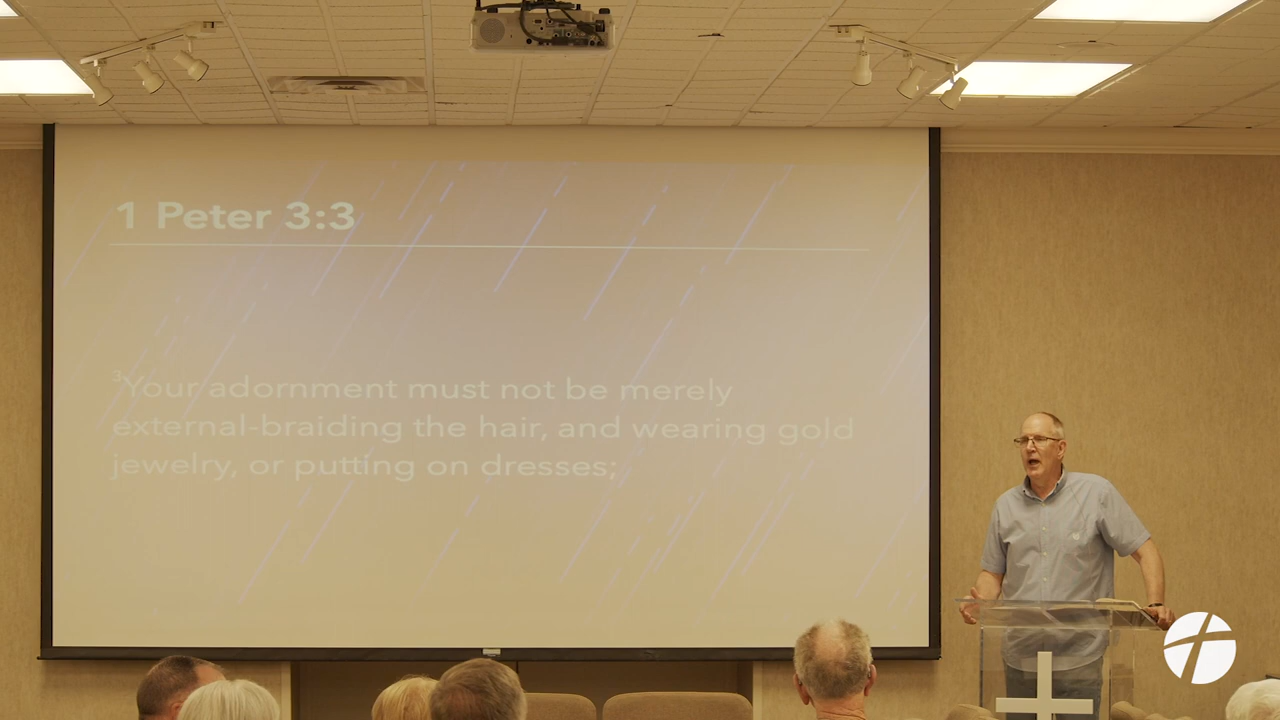 1 Peter 3:3
3Your adornment must not be merely
external-braiding the hair, and wearing gold
jewelry, or putting on dresses;